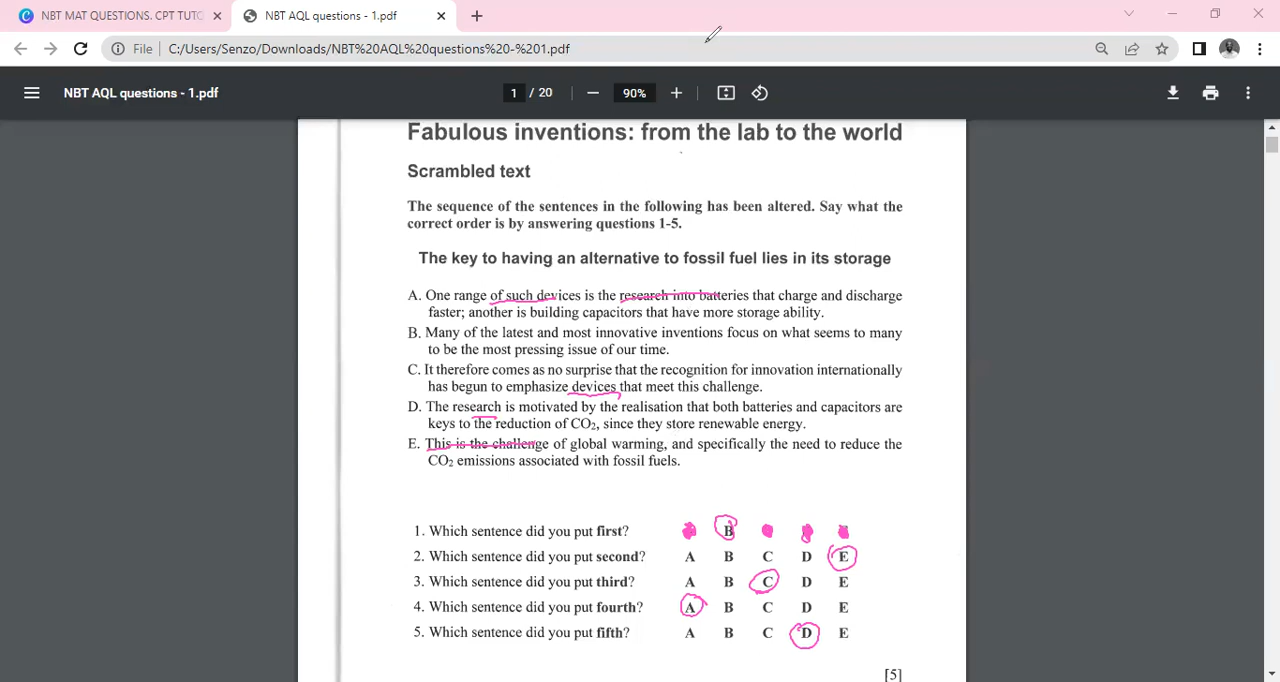 NBT MAT QUESTIONS. CPT TUTO
NBT AQL questions - 1.pdf
File
C:/Users/Senzo/Downloads/NBT%20AQL%20questions%20-%201.pdf
NBT AQL questions - 1.pdf
1 / 20
90%
Fabulous inventions: from the lab to the world
Scrambled text
The sequence of the sentences in the following has been altered. Say what the
correct order is by answering questions 1-5.
The key to having an alternative to fossil fuel lies in its storage
A. One range of such devices is the research into batteries that charge and discharge
faster; another is building capacitors that have more storage ability.
B. Many of the latest and most innovative inventions focus on what seems to many
to be the most pressing issue of our time.
C. It therefore comes as no surprise that the recognition for innovation internationally
has begun to emphasize devices that meet this challenge.
D. The research is motivated by the realisation that both batteries and capacitors are
keys to the reduction of CO₂, since they store renewable energy.
E. This is the challenge of global warming, and specifically the need to reduce the
CO₂ emissions associated with fossil fuels.
1. Which sentence did you put first? B
2. Which sentence did you put second? A B C D E
3. Which sentence did you put third? A B C D E
4. Which sentence did you put fourth? A B C D E
5. Which sentence did you put fifth? A B C D E
[5]